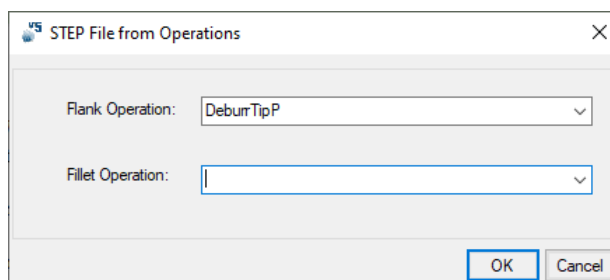 STEP File from Operations
Flank Operation: DeburrTipP
Fillet Operation:
OK Cancel